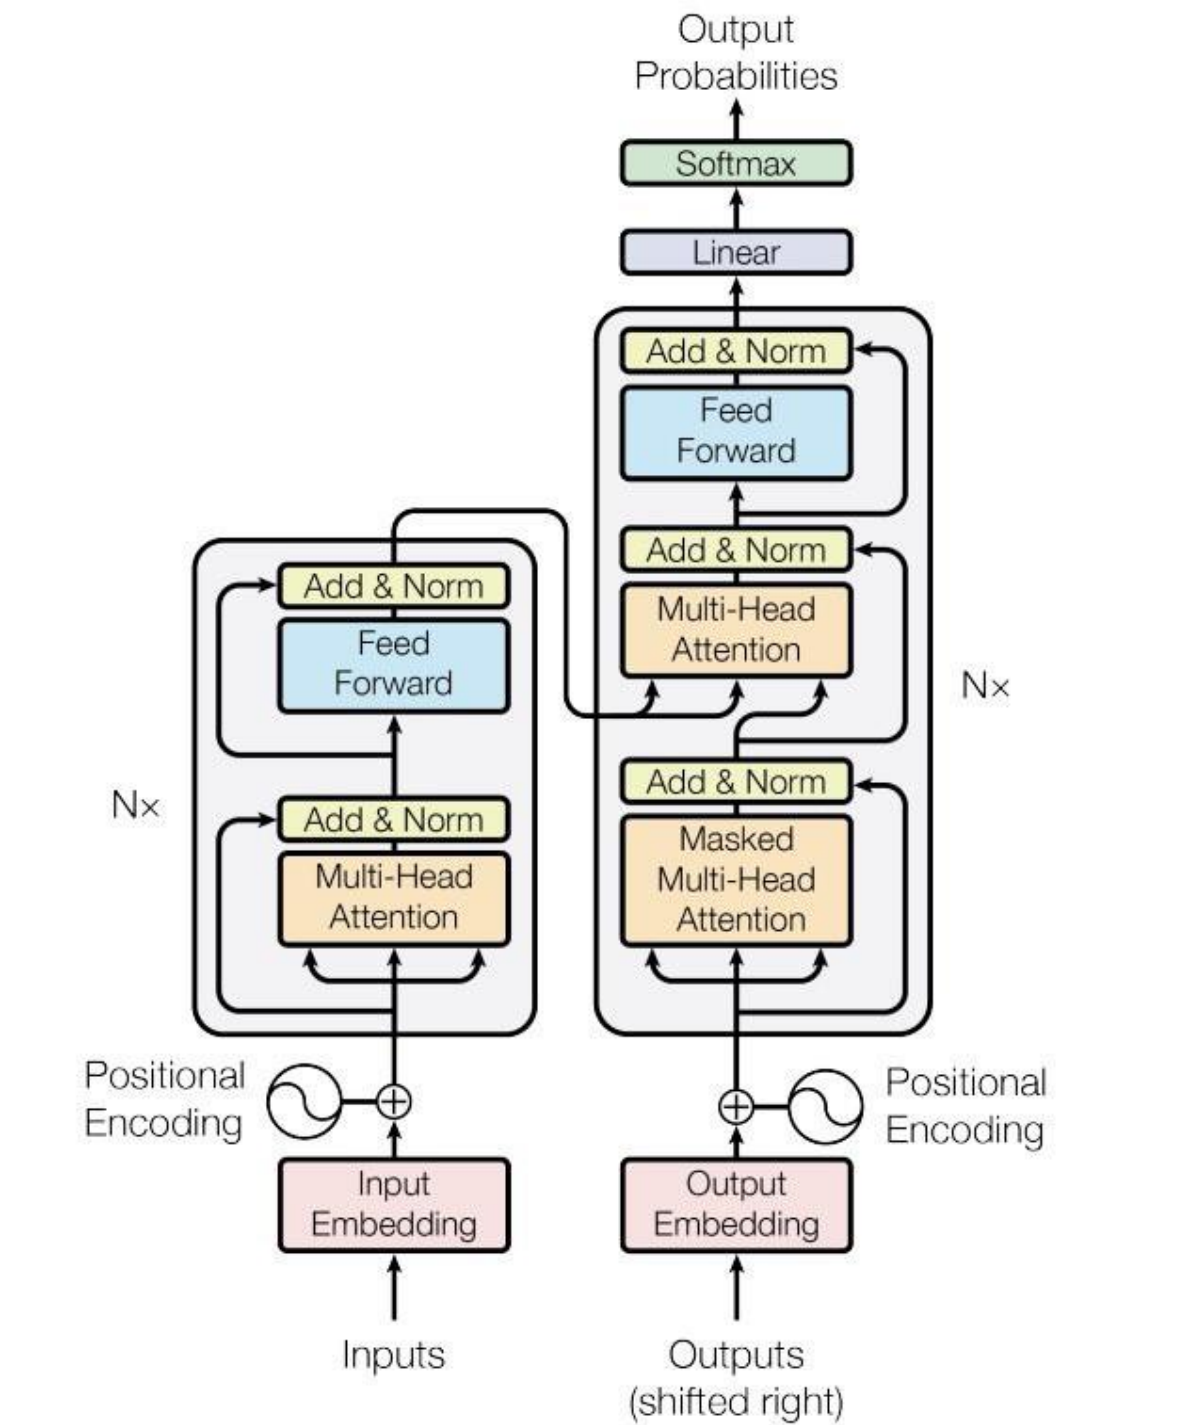 Output
Probabilities
Softmax
Linear
Add & Norm
Feed
Forward
Add & Norm
Multi-Head
Attention
Add & Norm
Masked
Multi-Head
Attention
N×
Add & Norm
Feed
Forward
Add & Norm
Multi-Head
Attention
N×
Positional
Encoding
Positional
Encoding
Input
Embedding
Output
Embedding
Inputs
Outputs
(shifted right)